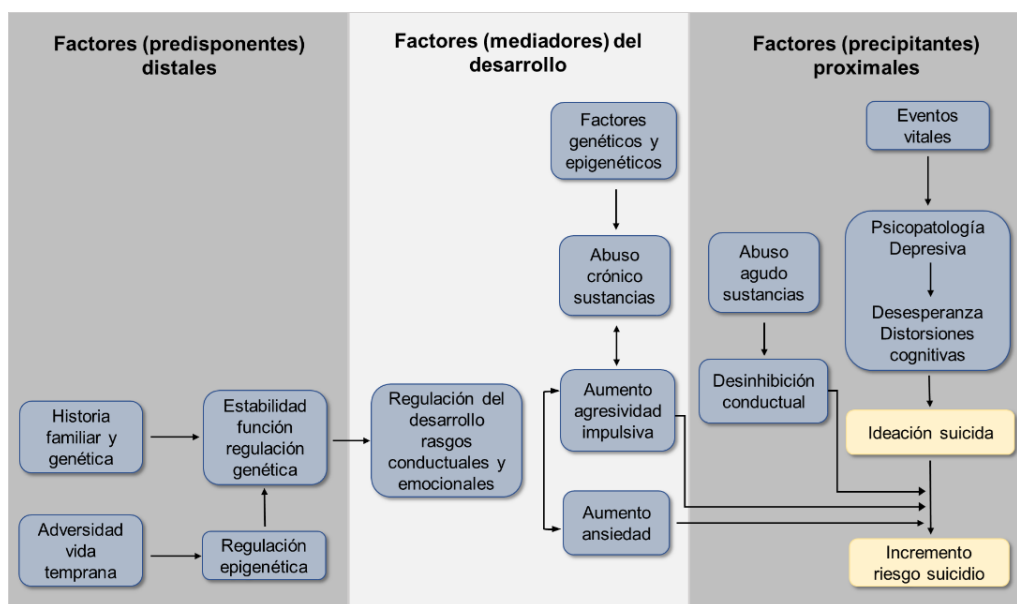 Factores (predisponentes)
distales
Factores (mediadores) del
desarrollo
Factores (precipitantes)
proximales
Historia
familiar y
genética
Adversidad
vida
temprana
Estabilidad
función
regulación
genética
Regulación
epigenética
Regulación del
desarrollo
rasgos
conductuales y
emocionales
Factores
genéticos y
epigenéticos
Abuso
crónico
sustancias
Aumento
agresividad
impulsiva
Aumento
ansiedad
Abuso
agudo
sustancias
Desinhibición
conductual
Eventos
vitales
Psicopatología
Depresiva
Desesperanza
Distorsiones
cognitivas
Ideación suicida
Incremento
riesgo suicidio